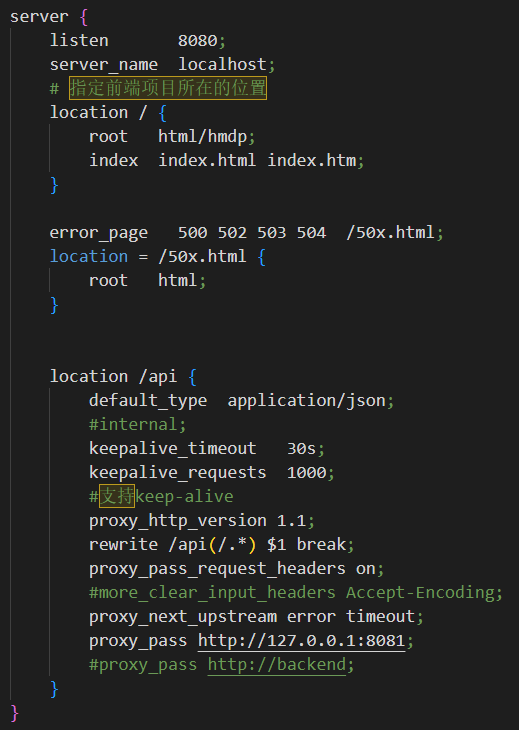 server {
    listen       8080;
    server_name  localhost;
    # 指定前端项目所在的位置
    location / {
        root   html/hmdp;
        index  index.html index.htm;
    }

    error_page   500 502 503 504  /50x.html;
    location = /50x.html {
        root   html;
    }


    location /api {
        default_type  application/json;
        #internal;
        keepalive_timeout   30s;
        keepalive_requests  1000;
        #支持keep-alive
        proxy_http_version 1.1;
        rewrite /api(/.*) $1 break;
        proxy_pass_request_headers on;
        #more_clear_input_headers Accept-Encoding;
        proxy_next_upstream error timeout;
        proxy_pass http://127.0.0.1:8081;
        #proxy_pass http://backend;
    }
}